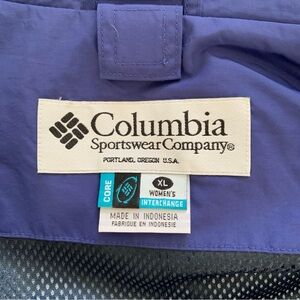 Columbia
Sportswear Company®
PORTLAND, OREGON U.S.A.
CORE
XL
WOMEN'S
INTERCHANGE
MADE IN INDONESIA
FABRIQUE EN INDONESIE